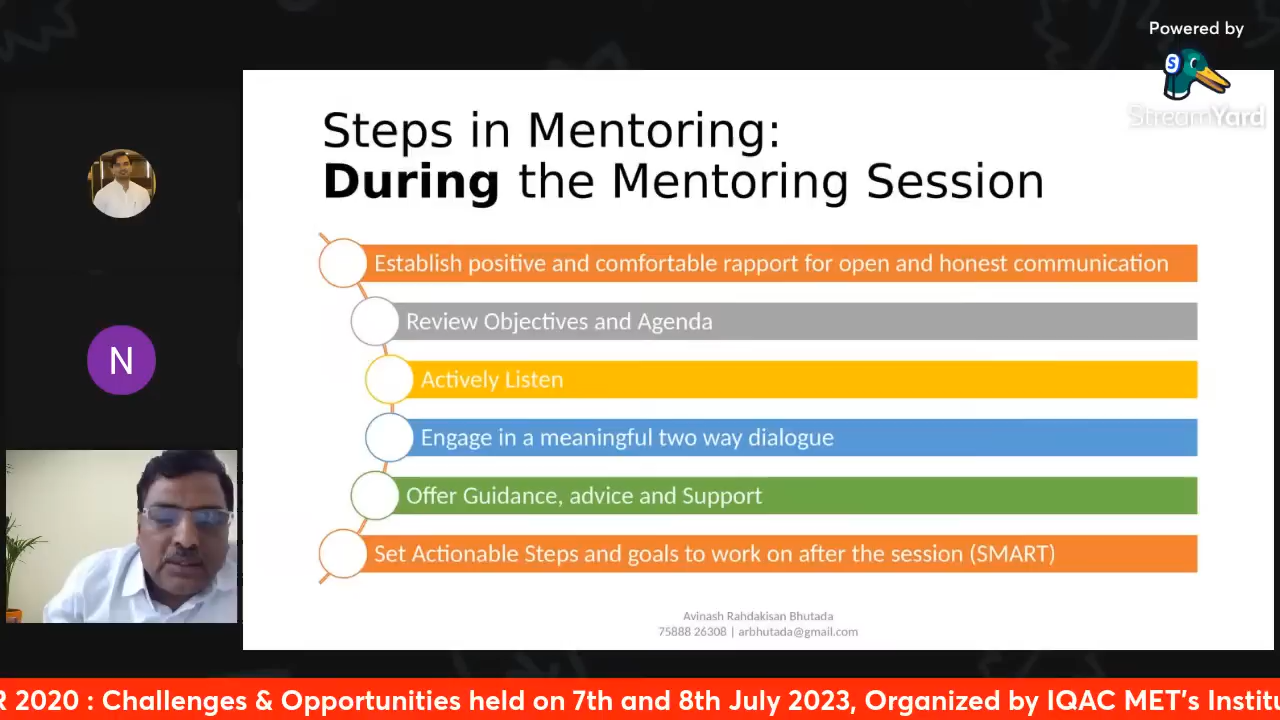 Powered by
StreamYard
Steps in Mentoring:
During the Mentoring Session
Establish positive and comfortable rapport for open and honest communication
Review Objectives and Agenda
Actively Listen
N
Engage in a meaningful two way dialogue
Offer Guidance, advice and Support
Set Actionable Steps and goals to work on after the session (SMART)
Avinash Rahdakisan Bhutada
75888 26308 | arbhutada@gmail.com
R 2020 : Challenges & Opportunities held on 7th and 8th July 2023, Organized by IQAC MET's